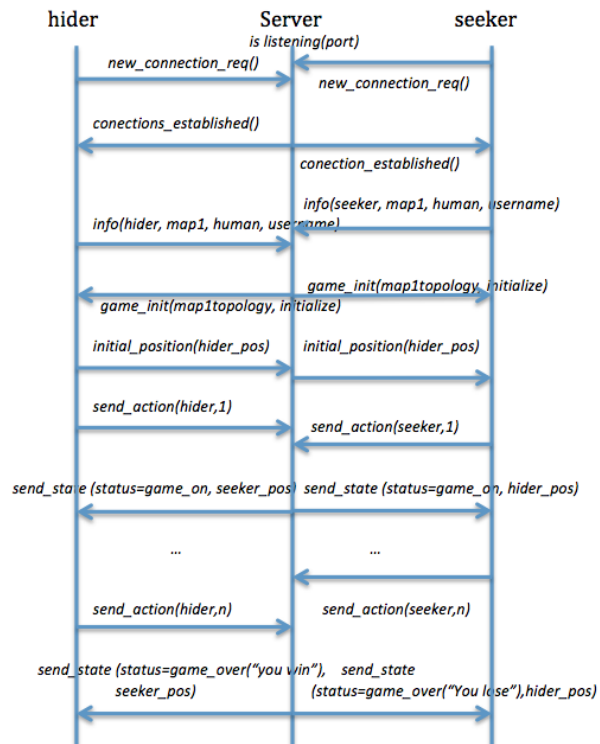 hider Server seeker
is listening(port)
new_connection_req()
new_connection_req()
conections_established()
conection_established()
info(seeker, map1, human, username)
info(hider, map1, human, username)
game_init(map1topology, initialize)
game_init(map1topology, initialize)
initial_position(hider_pos) initial_position(hider_pos)
send_action(hider,1)
send_action(seeker,1)
send_state (status=game_on, seeker_pos) send_state (status=game_on, hider_pos)
... ...
send_action(hider,n) send_action(seeker,n)
send_state (status=game_over(“you win”), send_state
seeker_pos) (status=game_over(“You lose”),hider_pos)